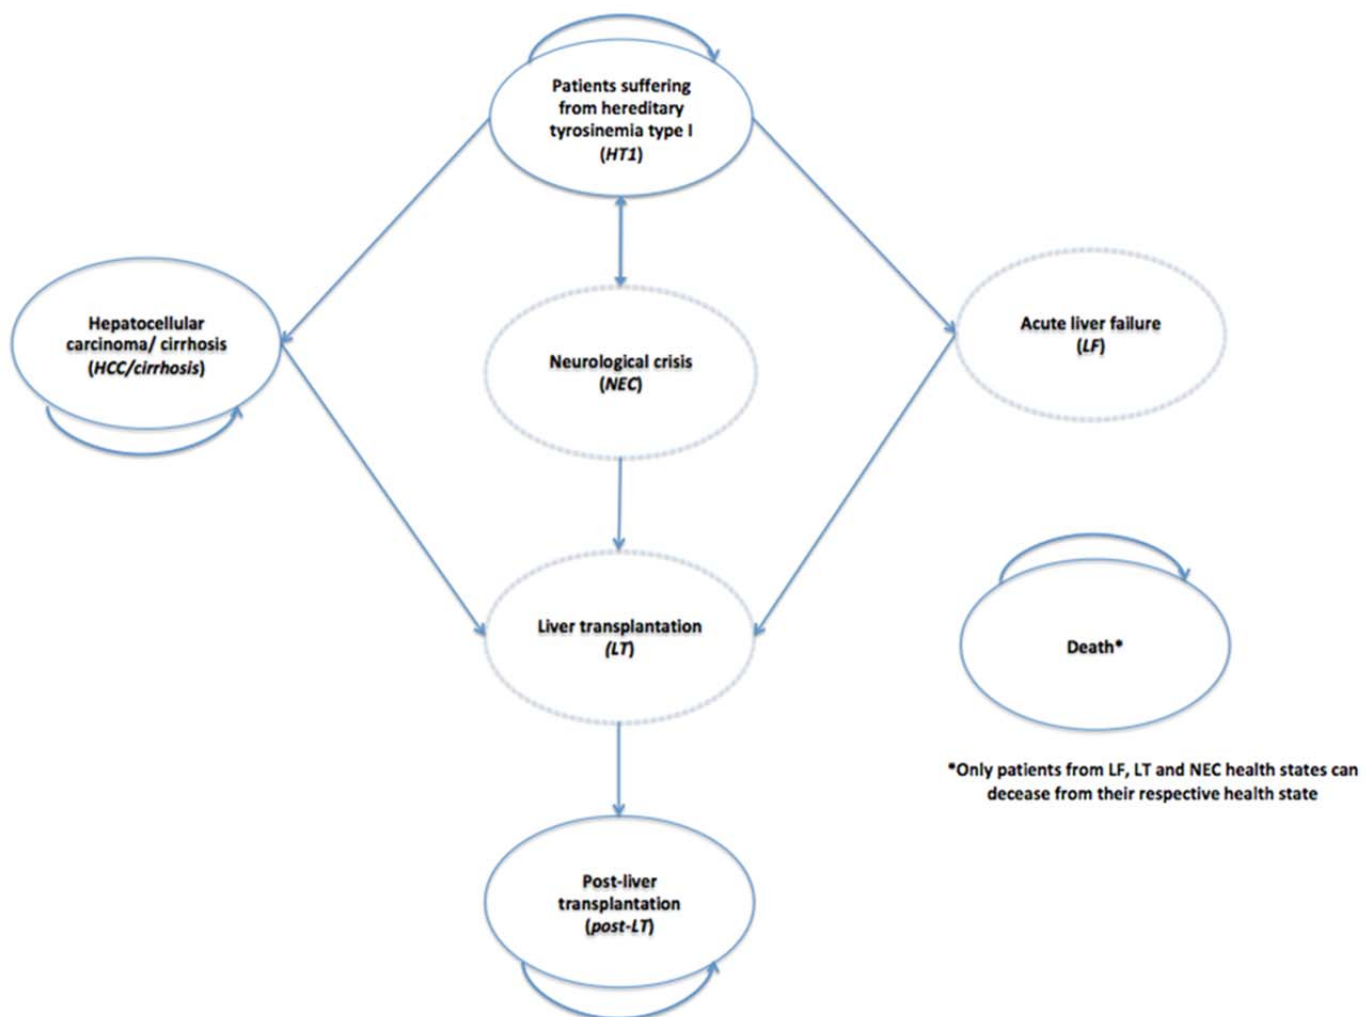 Patients suffering
from hereditary
tyrosinemia type I
(HT1)
Hepatocellular
carcinoma/ cirrhosis
(HCC/cirrhosis)
Neurological crisis
(NEC)
Acute liver failure
(LF)
Liver transplantation
(LT)
Death*
*Only patients from LF, LT and NEC health states can
decease from their respective health state
Post-liver
transplantation
(post-LT)